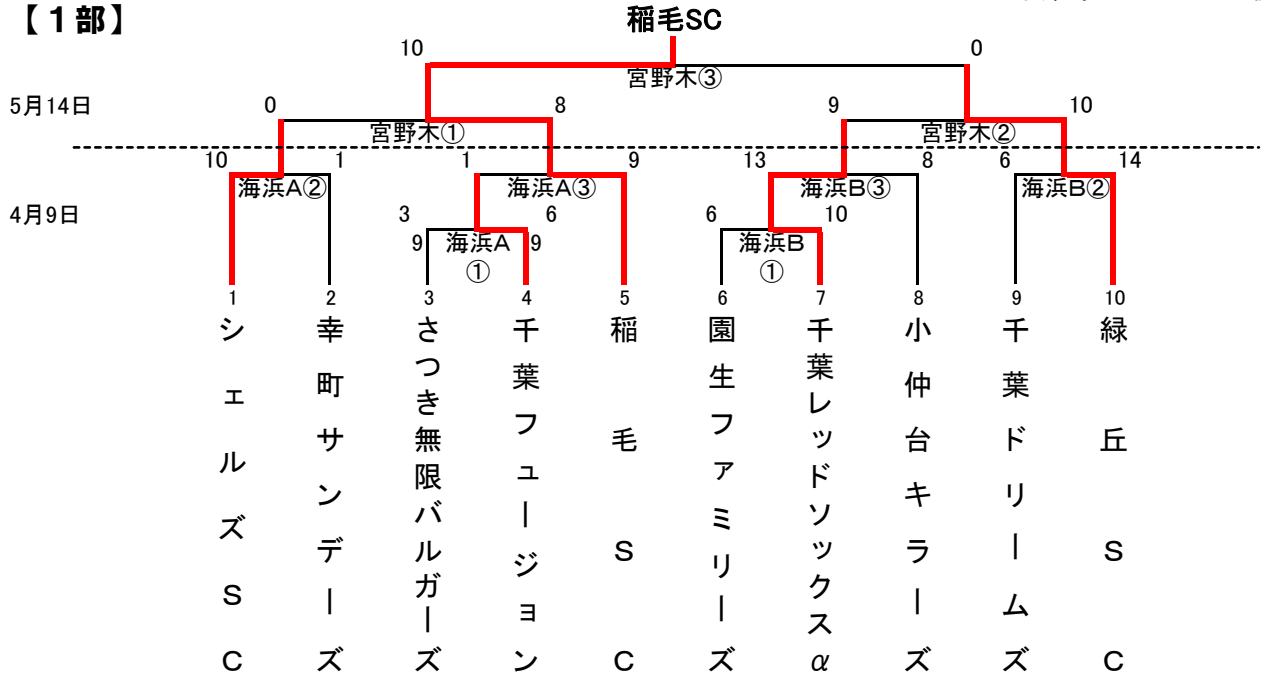 【１部】
稲毛SC
10
0
宮野木③
5月14日
0
8
9
10
宮野木①
宮野木②
10
1
1
9
13
8
6
14
海浜A②
海浜A③
海浜B③
海浜B②
4月9日
3
6
6
10
9
海浜A
①
9
海浜B
①
1
2
3
4
5
6
7
8
9
10
シェルズSC
幸町サンデーズ
さつき無限バルガーズ
千葉フュージョン
稲毛SC
園生ファミリーズ
千葉レッドソックスα
小仲台キラーズ
千葉ドリームズ
緑丘SC